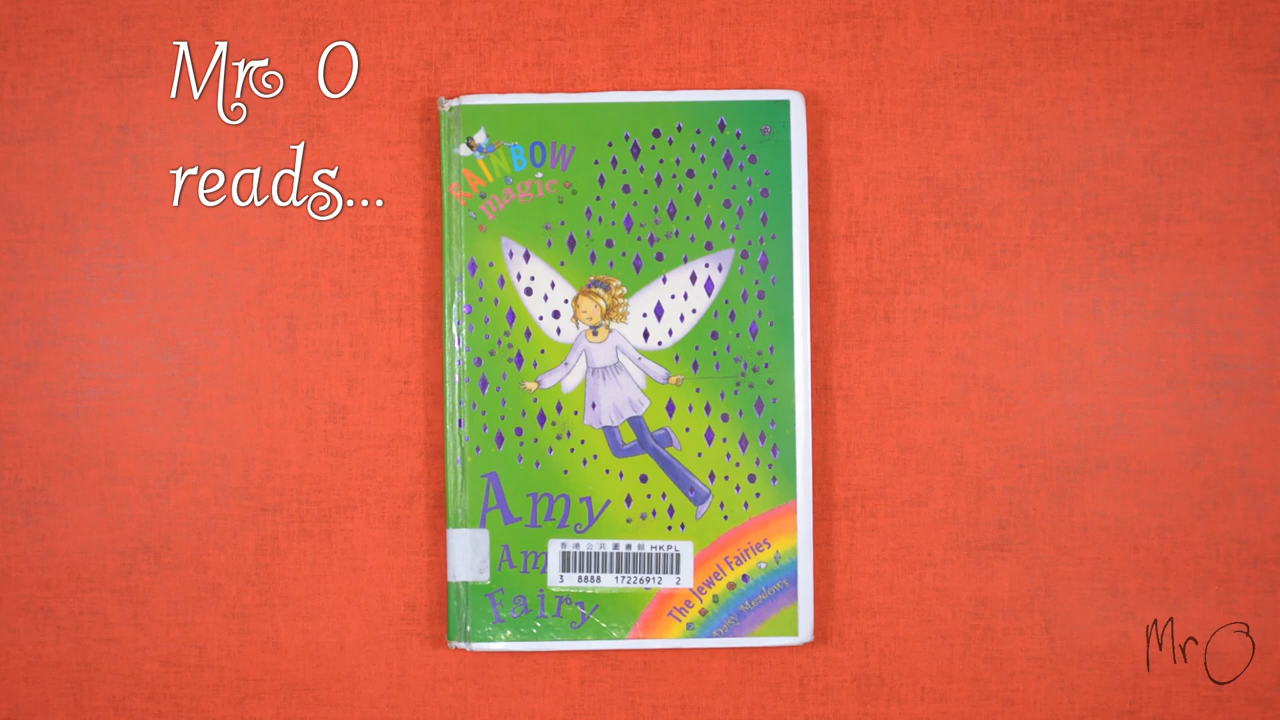 Mr O
reads...
RAINBOW
magic
Amy
Am
Fairy
香港公共圖書館 HKPL
3 8888 17226912 2
The Jewel Fairies
Daisy Meadows
Mr O